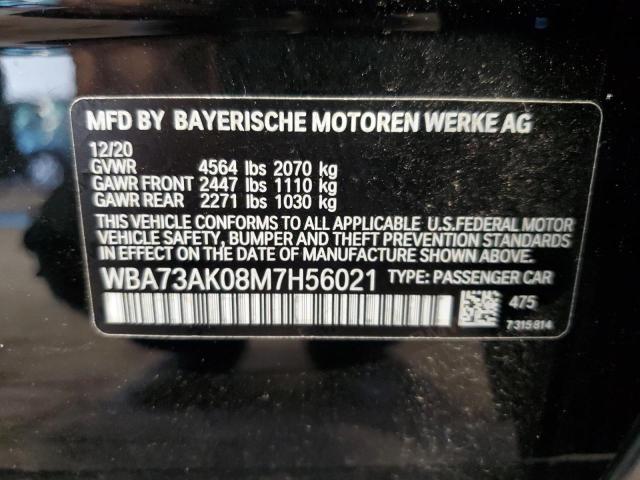 MFD BY BAYERISCHE MOTOREN WERKE AG
12/20
GVWR 4564 lbs 2070 kg
GAWR FRONT 2447 lbs 1110 kg
GAWR REAR 2271 lbs 1030 kg
THIS VEHICLE CONFORMS TO ALL APPLICABLE U.S.FEDERAL MOTOR
VEHICLE SAFETY, BUMPER AND THEFT PREVENTION STANDARDS
IN EFFECT ON THE DATE OF MANUFACTURE SHOWN ABOVE.
WBA73AK08M7H56021 TYPE: PASSENGER CAR
475
7315814